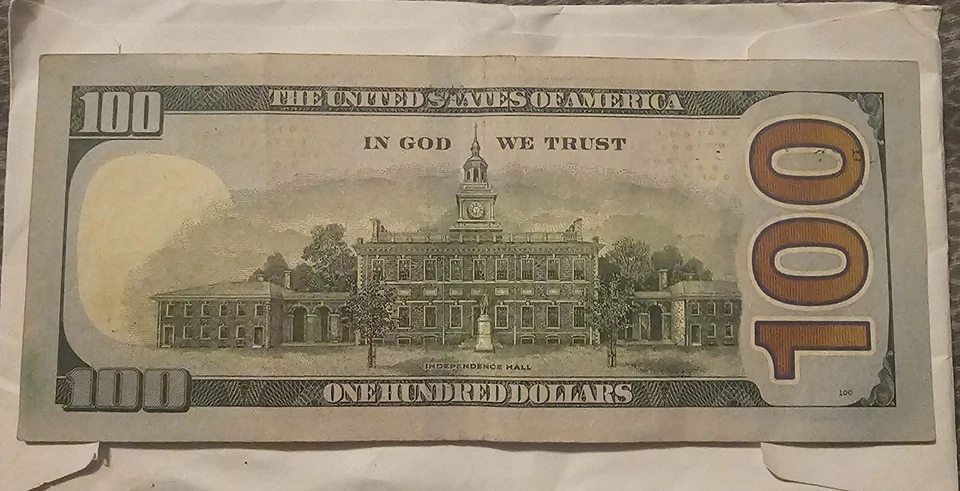 100
THE UNITED STATES OF AMERICA
IN GOD WE TRUST
100
INDEPENDENCE HALL
100
ONE HUNDRED DOLLARS
100